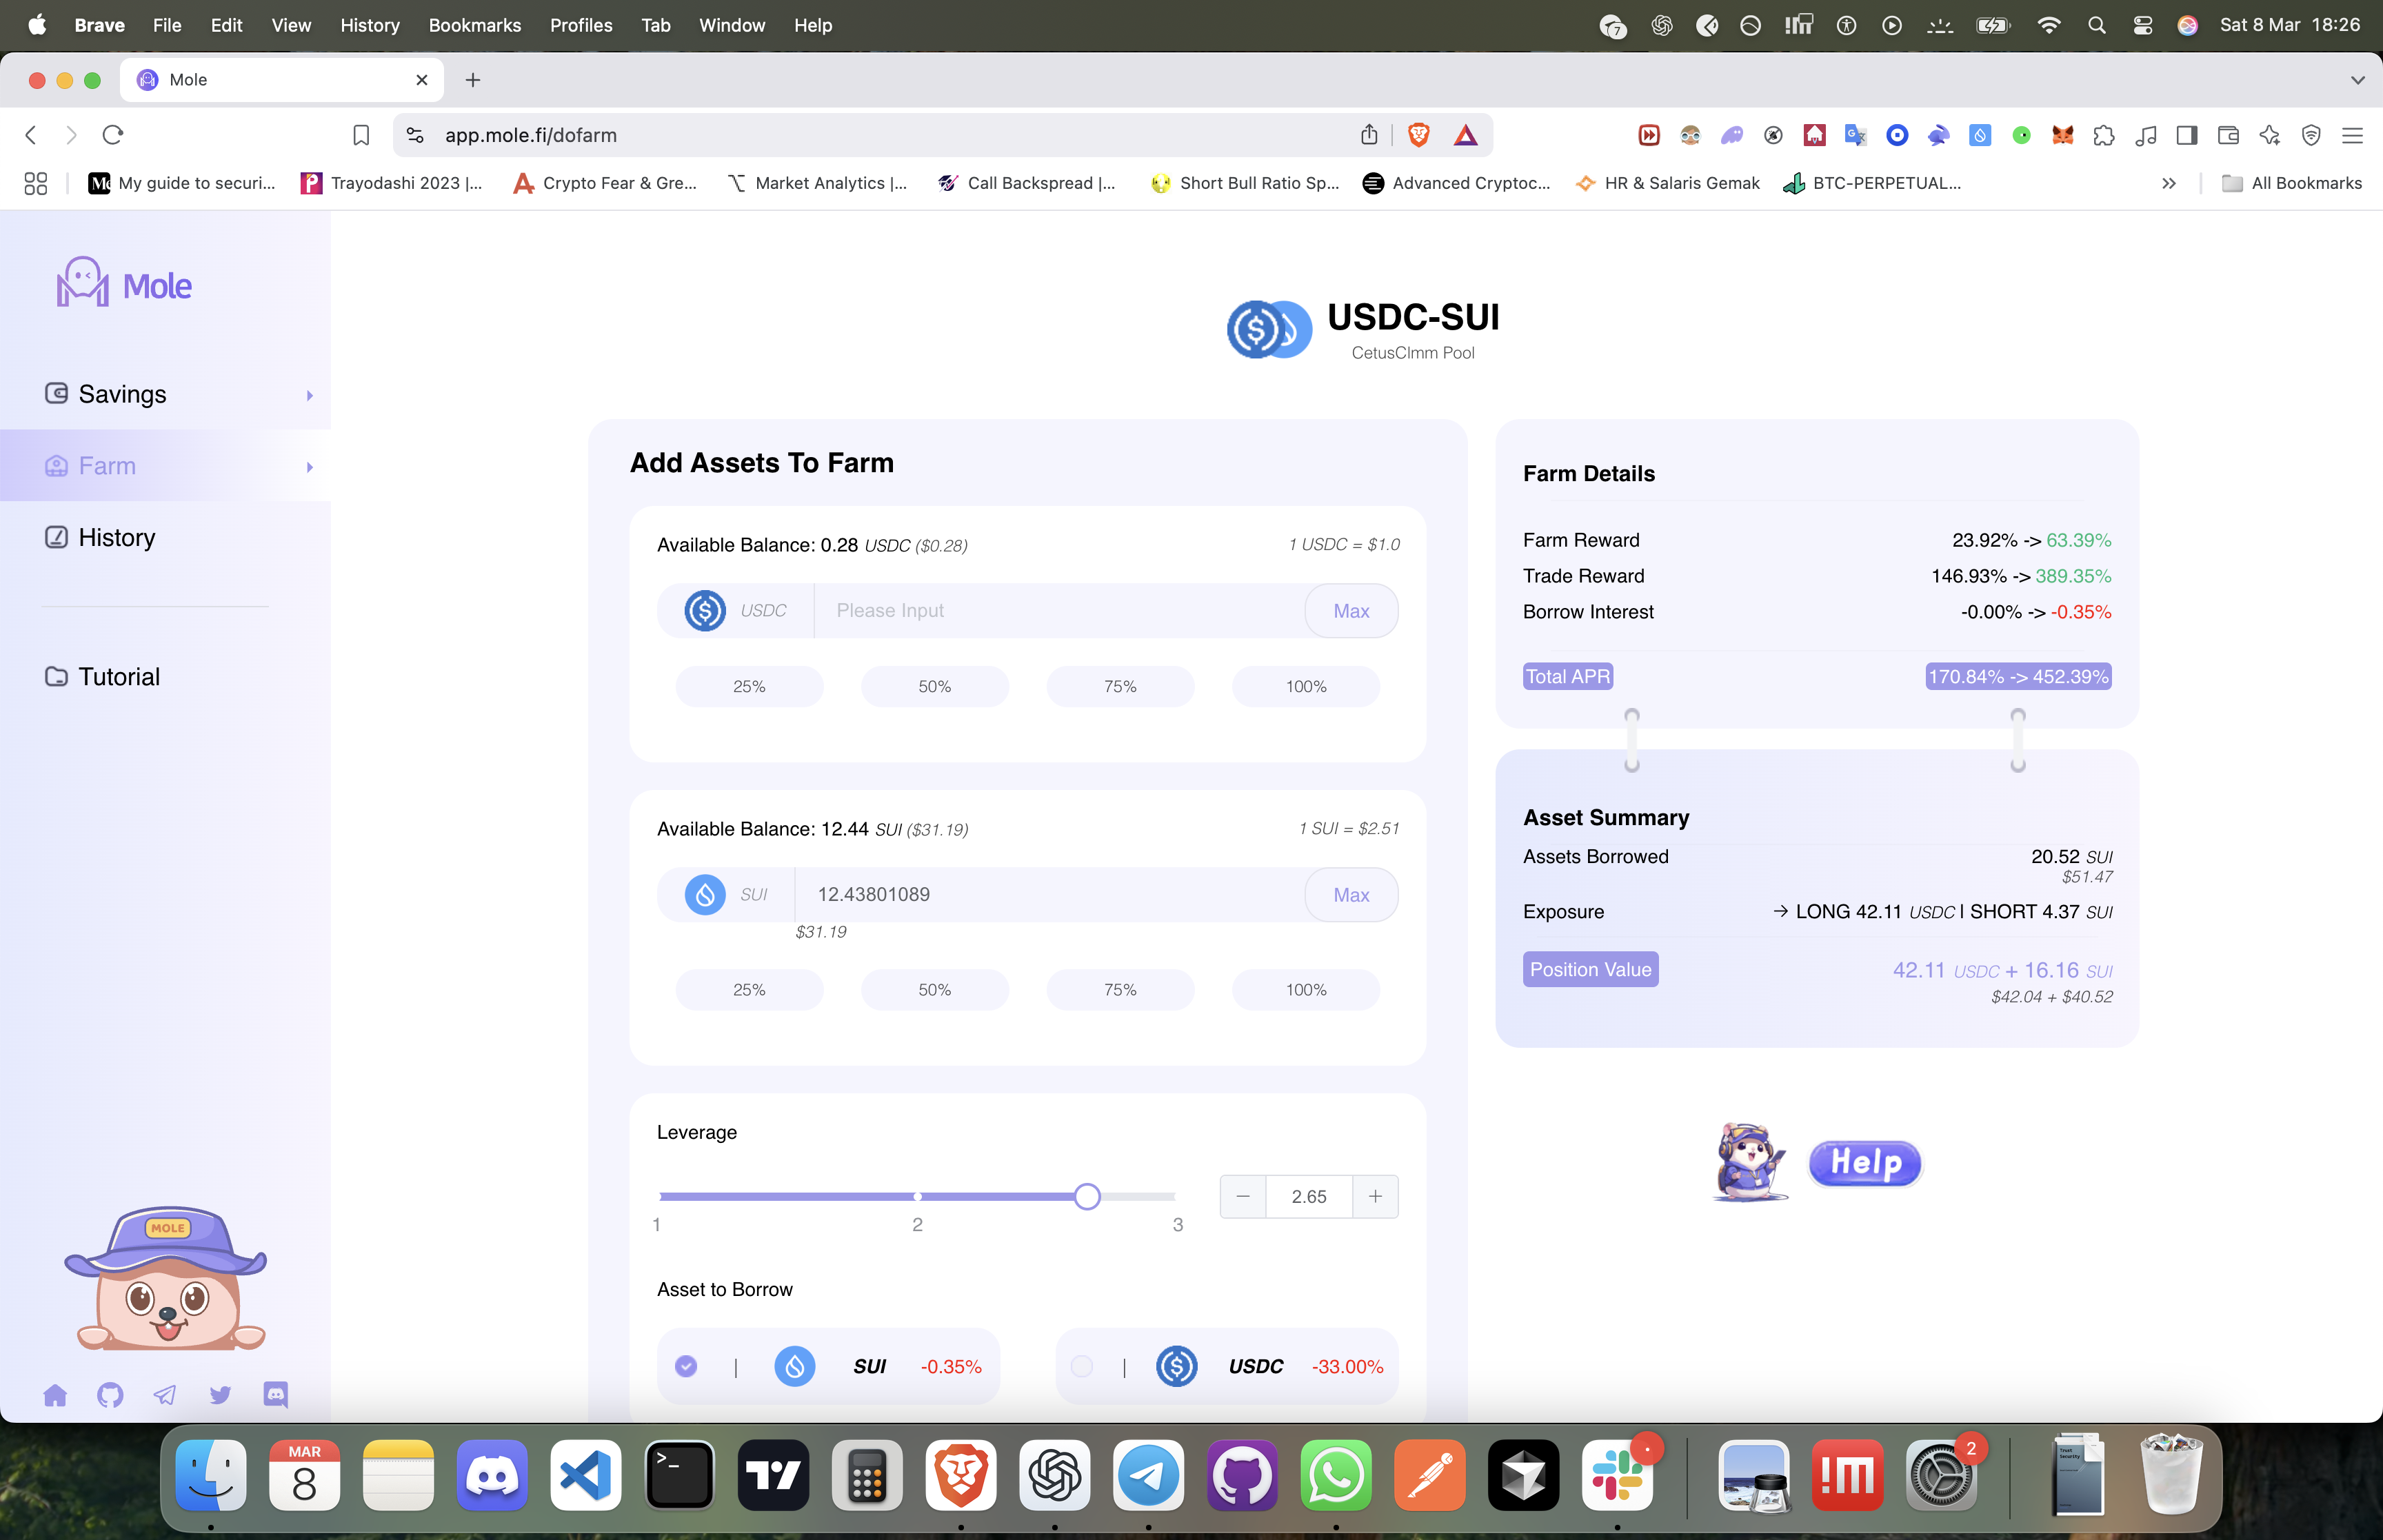 Brave File Edit View History Bookmarks Profiles Tab Window Help 7 Sat 8 Mar 18:26
Mole
app.mole.fi/dofarm
My guide to securi... Trayodashi 2023 |... Crypto Fear & Gre... Market Analytics |... Call Backspread |... Short Bull Ratio Sp... Advanced Cryptoc... HR & Salaris Gemak BTC-PERPETUAL... All Bookmarks
Mole
Savings
Farm
History
Tutorial
MOLE
USDC-SUI
CetusClmm Pool
Add Assets To Farm
Available Balance: 0.28 USDC ($0.28) 1 USDC = $1.0
USDC Please Input Max
25% 50% 75% 100%
Available Balance: 12.44 SUI ($31.19) 1 SUI = $2.51
SUI 12.43801089 Max
$31.19
25% 50% 75% 100%
Leverage
2.65
1 2 3
Asset to Borrow
SUI -0.35% USDC -33.00%
Farm Details
Farm Reward 23.92% -> 63.39%
Trade Reward 146.93% -> 389.35%
Borrow Interest -0.00% -> -0.35%
Total APR 170.84% -> 452.39%
Asset Summary
Assets Borrowed 20.52 SUI
$51.47
Exposure → LONG 42.11 USDC | SHORT 4.37 SUI
Position Value 42.11 USDC + 16.16 SUI
$42.04 + $40.52
Help
MAR
8
2